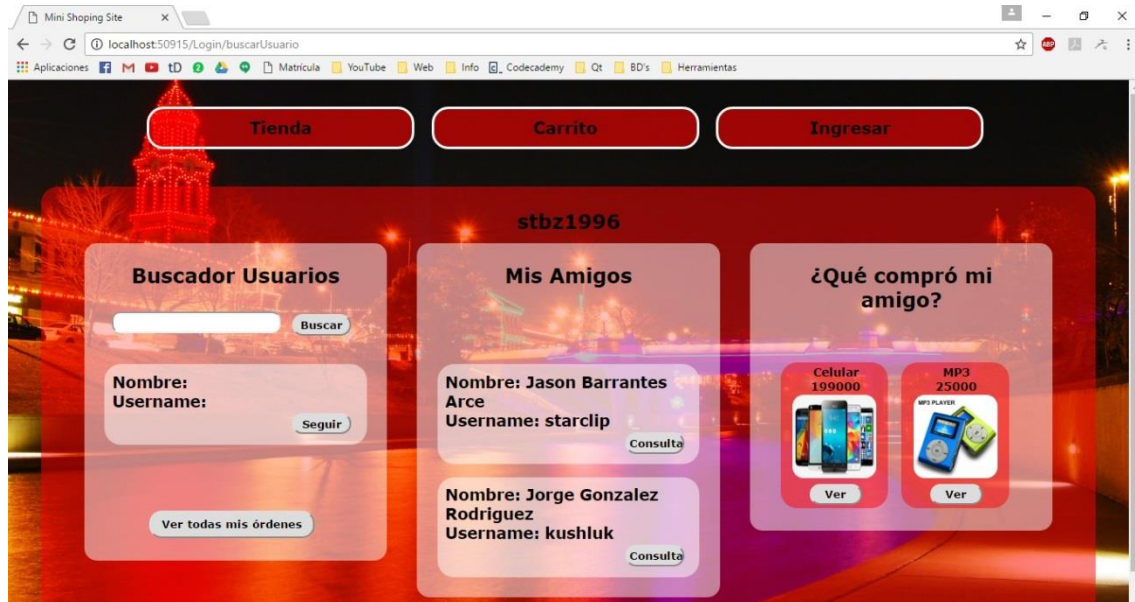 Mini Shoping Site
localhost:50915/Login/buscarUsuario
ABP
Aplicaciones tD 2 Matrícula YouTube Web Info Codecademy Qt BD's Herramientas
Tienda Carrito Ingresar
stbz1996
Buscador Usuarios
Buscar
Nombre:
Username:
Seguir
Ver todas mis órdenes
Mis Amigos
Nombre: Jason Barrantes
Arce
Username: starclip
Consulta
Nombre: Jorge Gonzalez
Rodriguez
Username: kushluk
Consulta
¿Qué compró mi
amigo?
Celular
199000
Ver
MP3
25000
MP3 PLAYER
Ver